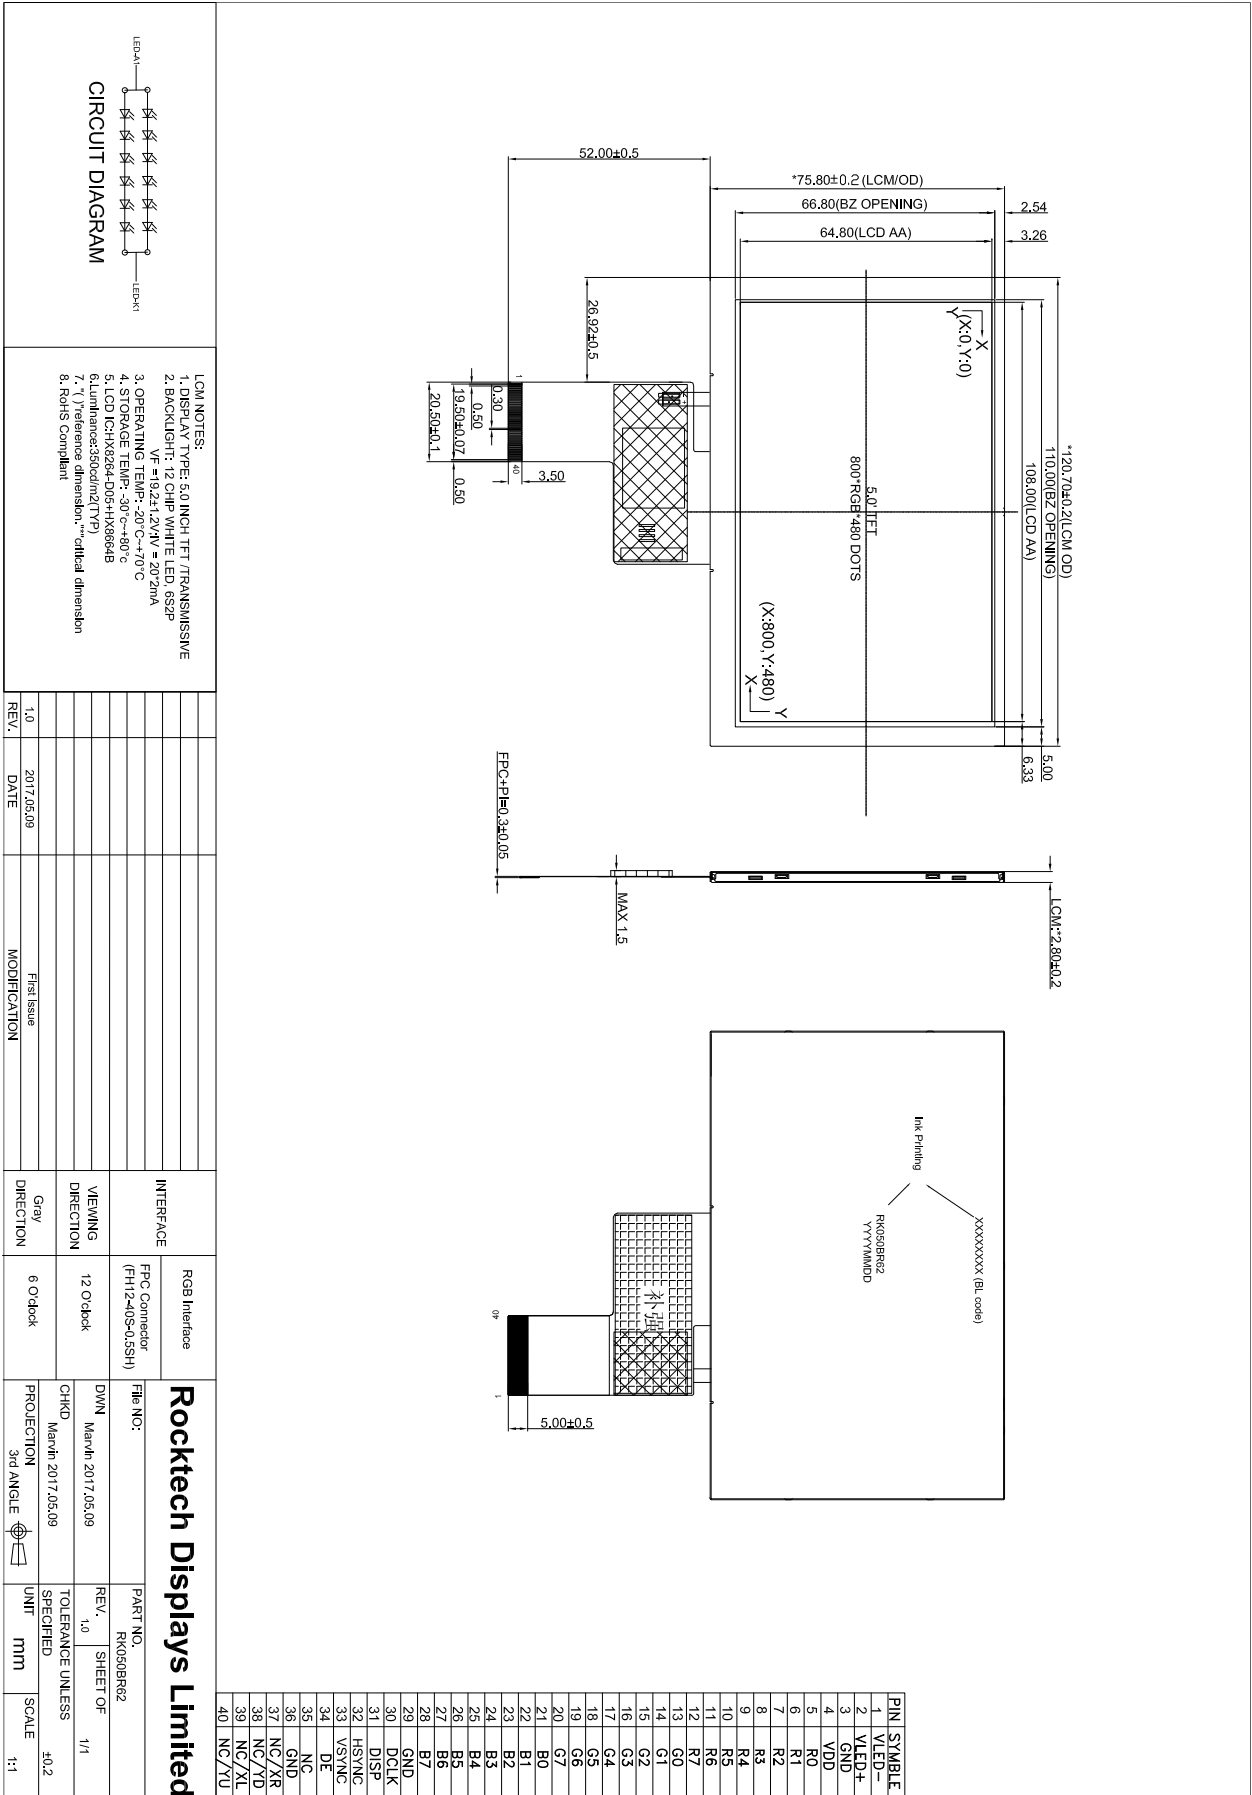 *120.70±0.2(LCM OD)
110.00(BZ OPENING)
108.00(LCD AA)
5.00
6.33
2.54
3.26
*75.80±0.2 (LCM/OD)
66.80(BZ OPENING)
64.80(LCD AA)
52.00±0.5
X
Y
(X:0,Y:0)
5.0' TFT
800*RGB*480 DOTS
(X:800,Y:480)
Y
X
26.92±0.5
1
40
0.30
0.50
19.50±0.07
20.50±0.1
0.50
3.50
LCM:*2.80±0.2
MAX 1.5
FPC+PI=0.3±0.05
Ink Printing
XXXXXXXX (BL code)
RK050BR62
YYYYMMDD
补强
40
1
5.00±0.5
PIN SYMBLE
1 VLED-
2 VLED+
3 GND
4 VDD
5 R0
6 R1
7 R2
8 R3
9 R4
10 R5
11 R6
12 R7
13 G0
14 G1
15 G2
16 G3
17 G4
18 G5
19 G6
20 G7
21 B0
22 B1
23 B2
24 B3
25 B4
26 B5
27 B6
28 B7
29 GND
30 DCLK
31 DISP
32 HSYNC
33 VSYNC
34 DE
35 NC
36 GND
37 NC/XR
38 NC/YD
39 NC/XL
40 NC/YU
LED-A1
LED-K1
CIRCUIT DIAGRAM
LCM NOTES:
1. DISPLAY TYPE: 5.0 INCH TFT /TRANSMISSIVE
2. BACKLIGHT: 12 CHIP WHITE LED, 6S2P
VF =19.2±1.2V,IV = 20*2mA
3. OPERATING TEMP:-20°C~+70°C
4. STORAGE TEMP: -30°c~+80°c
5. LCD IC:HX8264-D05+HX8664B
6.Luminance:350cd/m2(TYP)
7. "( )"reference dimension."*"critical dimension
8. RoHS Compliant
1.0 2017.05.09 First Issue
REV. DATE MODIFICATION
INTERFACE
RGB Interface
FPC Connector
(FH12-40S-0.5SH)
VIEWING
DIRECTION
12 O'clock
Gray
DIRECTION
6 O'clock
Rocktech Displays Limited
File NO:
PART NO.
RK050BR62
DWN Marvin 2017.05.09
REV. 1.0
SHEET OF 1/1
CHKD Marvin 2017.05.09
TOLERANCE UNLESS
SPECIFIED ±0.2
PROJECTION
3rd ANGLE
UNIT mm
SCALE 1:1